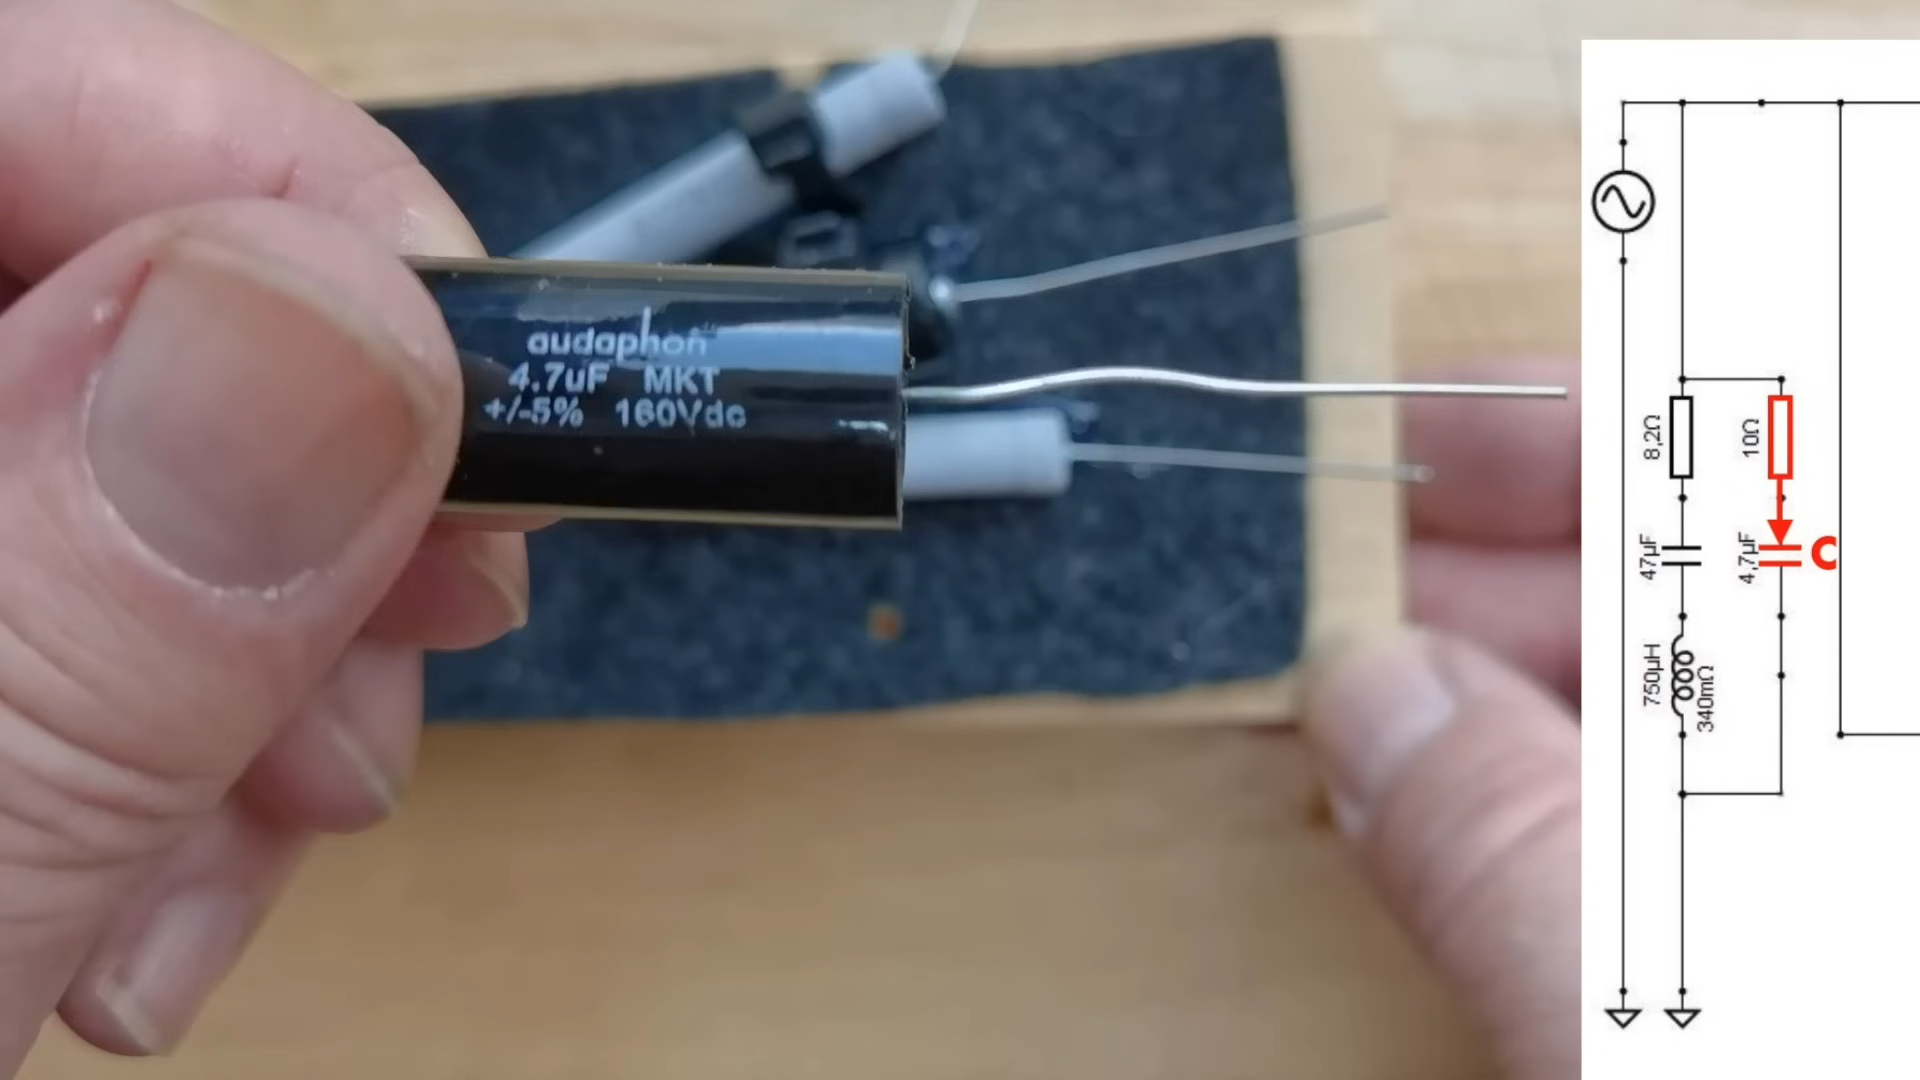 audaphon
4.7uF MKT
+/-5% 160Vdc
8,2Ω
10Ω
47µF
4,7µF
C
750µH
340mΩ